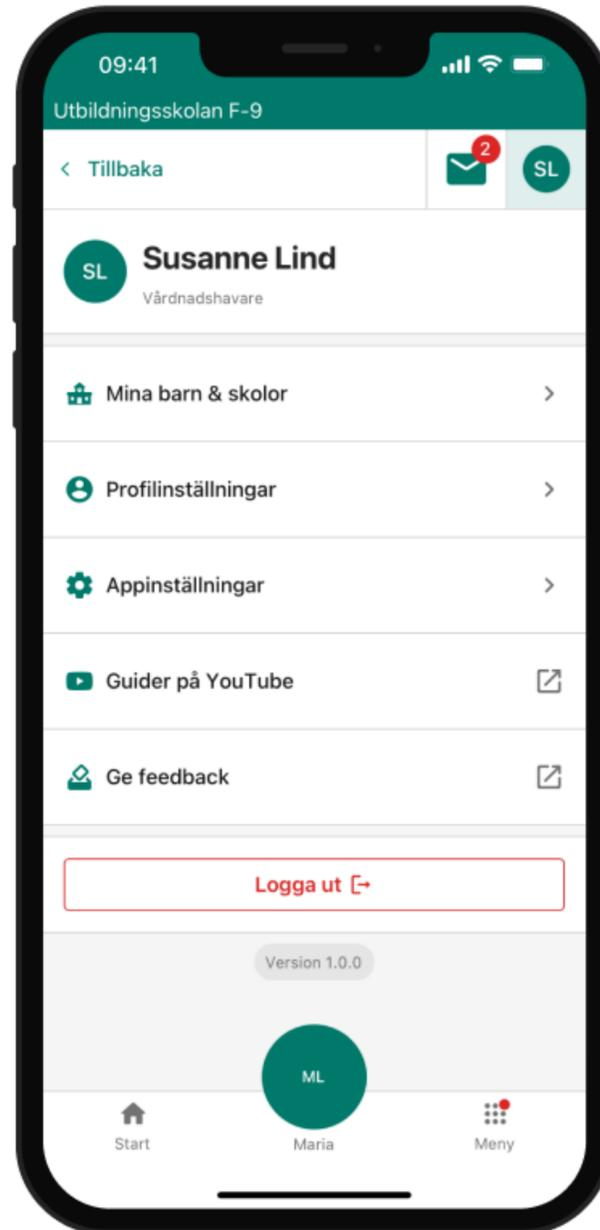 09:41
Utbildningsskolan F-9
Tillbaka
2
SL
SL
Susanne Lind
Vårdnadshavare
Mina barn & skolor
Profilinställningar
Appinställningar
Guider på YouTube
Ge feedback
Logga ut
Version 1.0.0
ML
Start
Maria
Meny